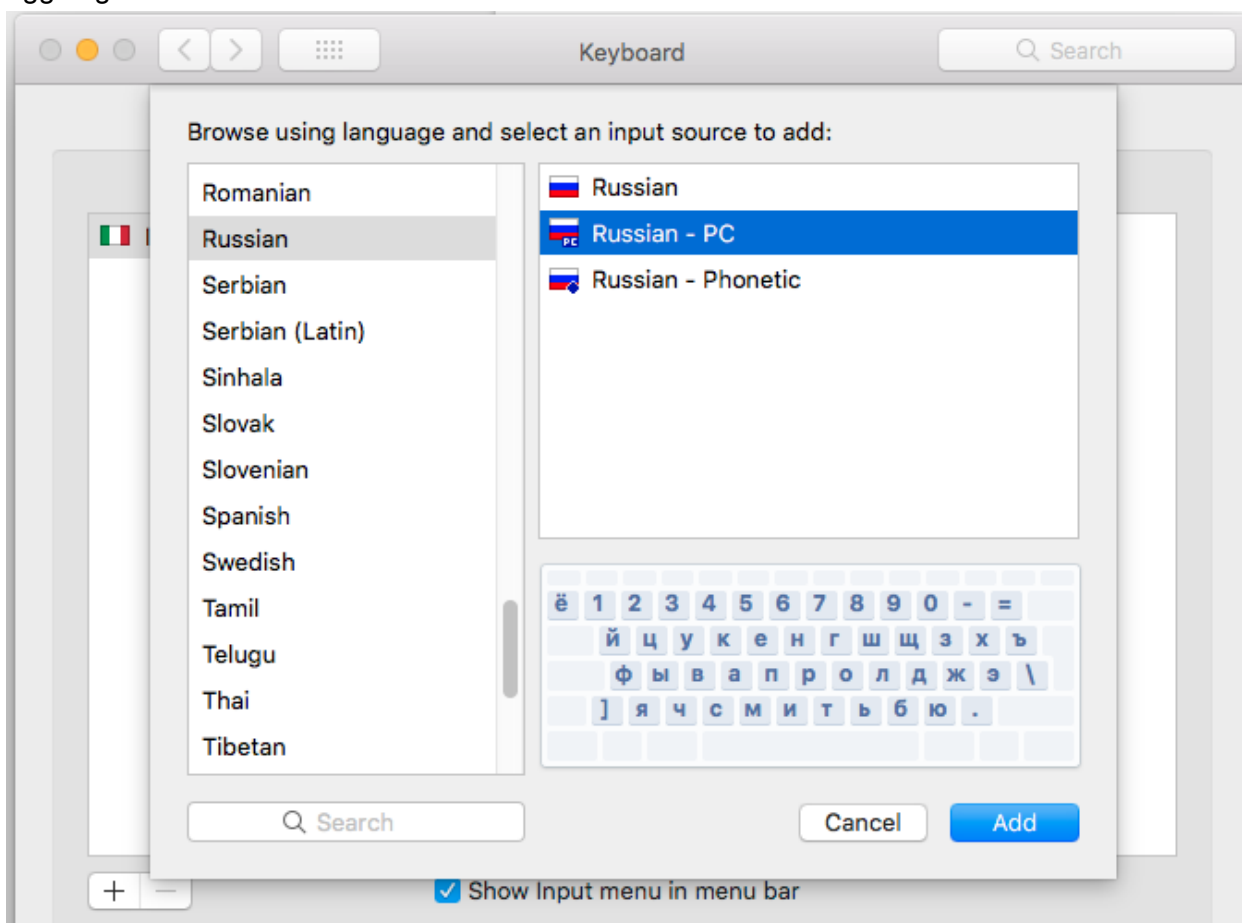 Keyboard
Search
Browse using language and select an input source to add:
Romanian
Russian
Serbian
Serbian (Latin)
Sinhala
Slovak
Slovenian
Spanish
Swedish
Tamil
Telugu
Thai
Tibetan
Russian
Russian - PC
Russian - Phonetic
ё 1 2 3 4 5 6 7 8 9 0 - =
й ц у к е н г ш щ з х ъ
ф ы в а п р о л д ж э \
] я ч с м и т ь б ю .
Search
Cancel
Add
+ −
Show Input menu in menu bar